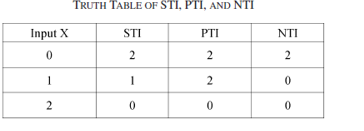 TRUTH TABLE OF STI, PTI, AND NTI
Input X STI PTI NTI
0 2 2 2
1 1 2 0
2 0 0 0